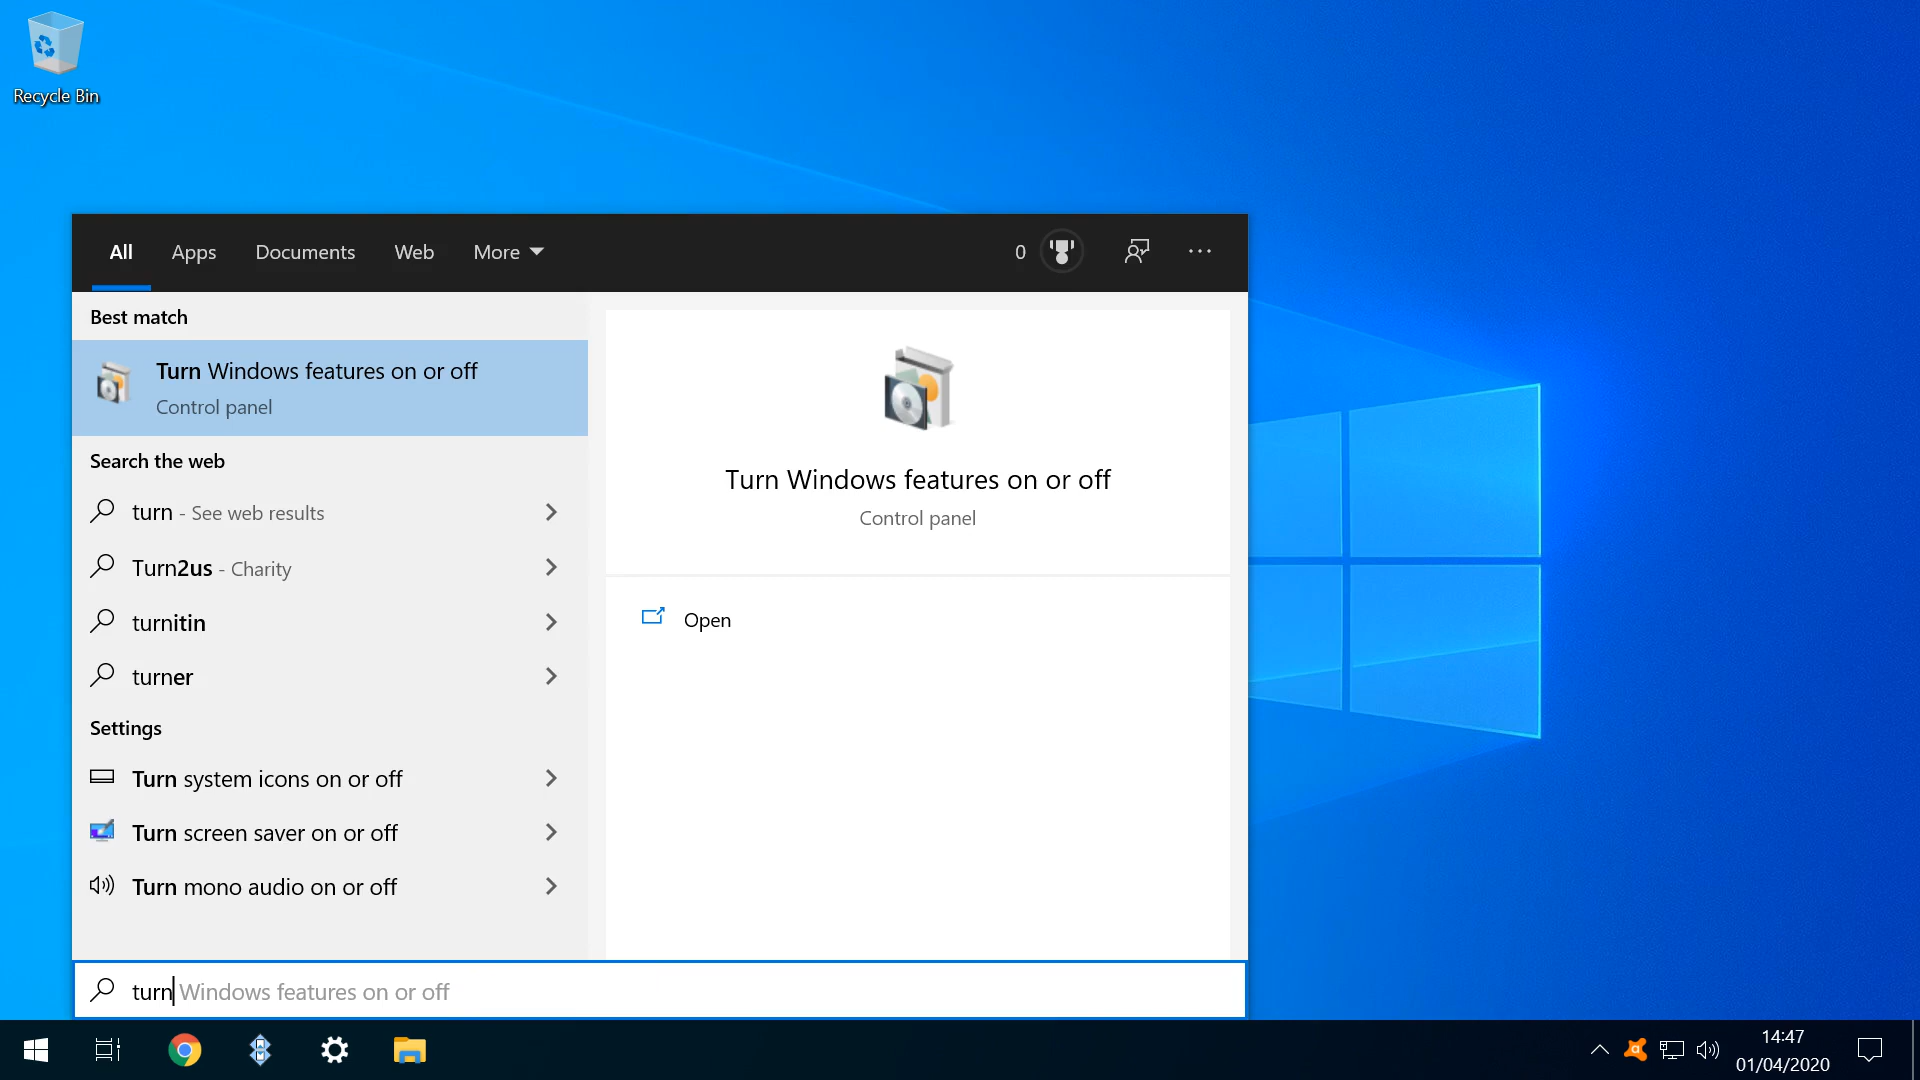 Recycle Bin
All Apps Documents Web More 0
Best match
Turn Windows features on or off
Control panel
Search the web
turn - See web results
Turn2us - Charity
turnitin
turner
Settings
Turn system icons on or off
Turn screen saver on or off
Turn mono audio on or off
Turn Windows features on or off
Control panel
Open
turn Windows features on or off
14:47
01/04/2020